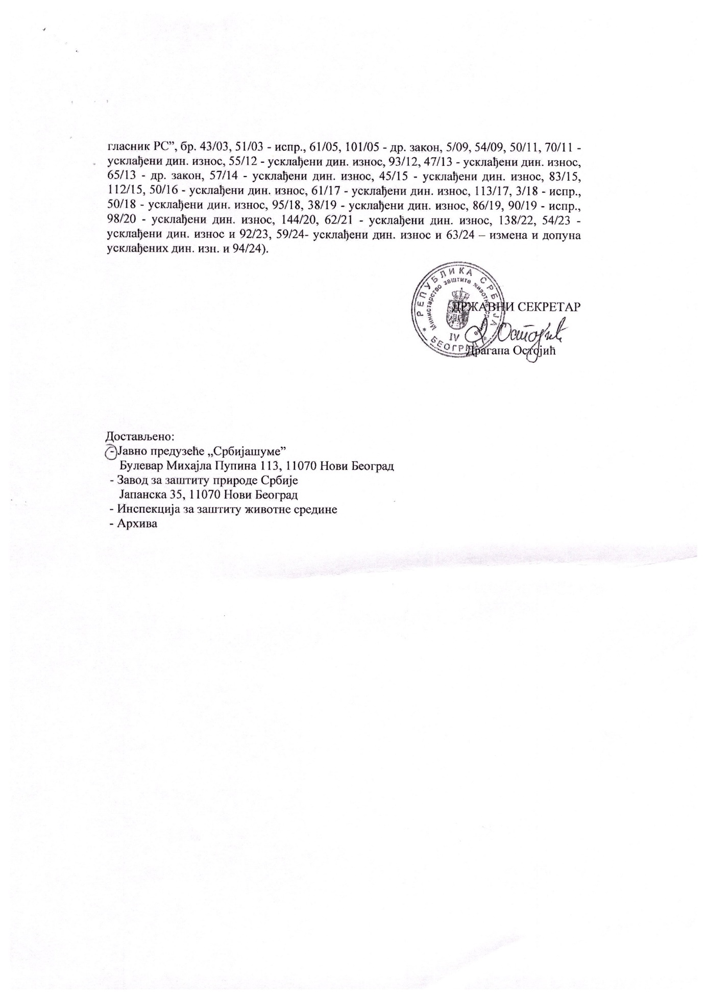 гласник РС”, бр. 43/03, 51/03 - испр., 61/05, 101/05 - др. закон, 5/09, 54/09, 50/11, 70/11 -
усклађени дин. износ, 55/12 - усклађени дин. износ, 93/12, 47/13 - усклађени дин. износ,
65/13 - др. закон, 57/14 - усклађени дин. износ, 45/15 - усклађени дин. износ, 83/15,
112/15, 50/16 - усклађени дин. износ, 61/17 - усклађени дин. износ, 113/17, 3/18 - испр.,
50/18 - усклађени дин. износ, 95/18, 38/19 - усклађени дин. износ, 86/19, 90/19 - испр.,
98/20 - усклађени дин. износ, 144/20, 62/21 - усклађени дин. износ, 138/22, 54/23 -
усклађени дин. износ и 92/23, 59/24- усклађени дин. износ и 63/24 – измена и допуна
усклађених дин. изн. и 94/24).
РЕПУБЛИКА СРБИЈА
Министарство заштите животне средине
IV
БЕОГРАД
ДРЖАВНИ СЕКРЕТАР
Д. Остојић
Драгана Остојић
Достављено:
- Јавно предузеће „Србијашуме”
Булевар Михајла Пупина 113, 11070 Нови Београд
- Завод за заштиту природе Србије
Јапанска 35, 11070 Нови Београд
- Инспекција за заштиту животне средине
- Архива